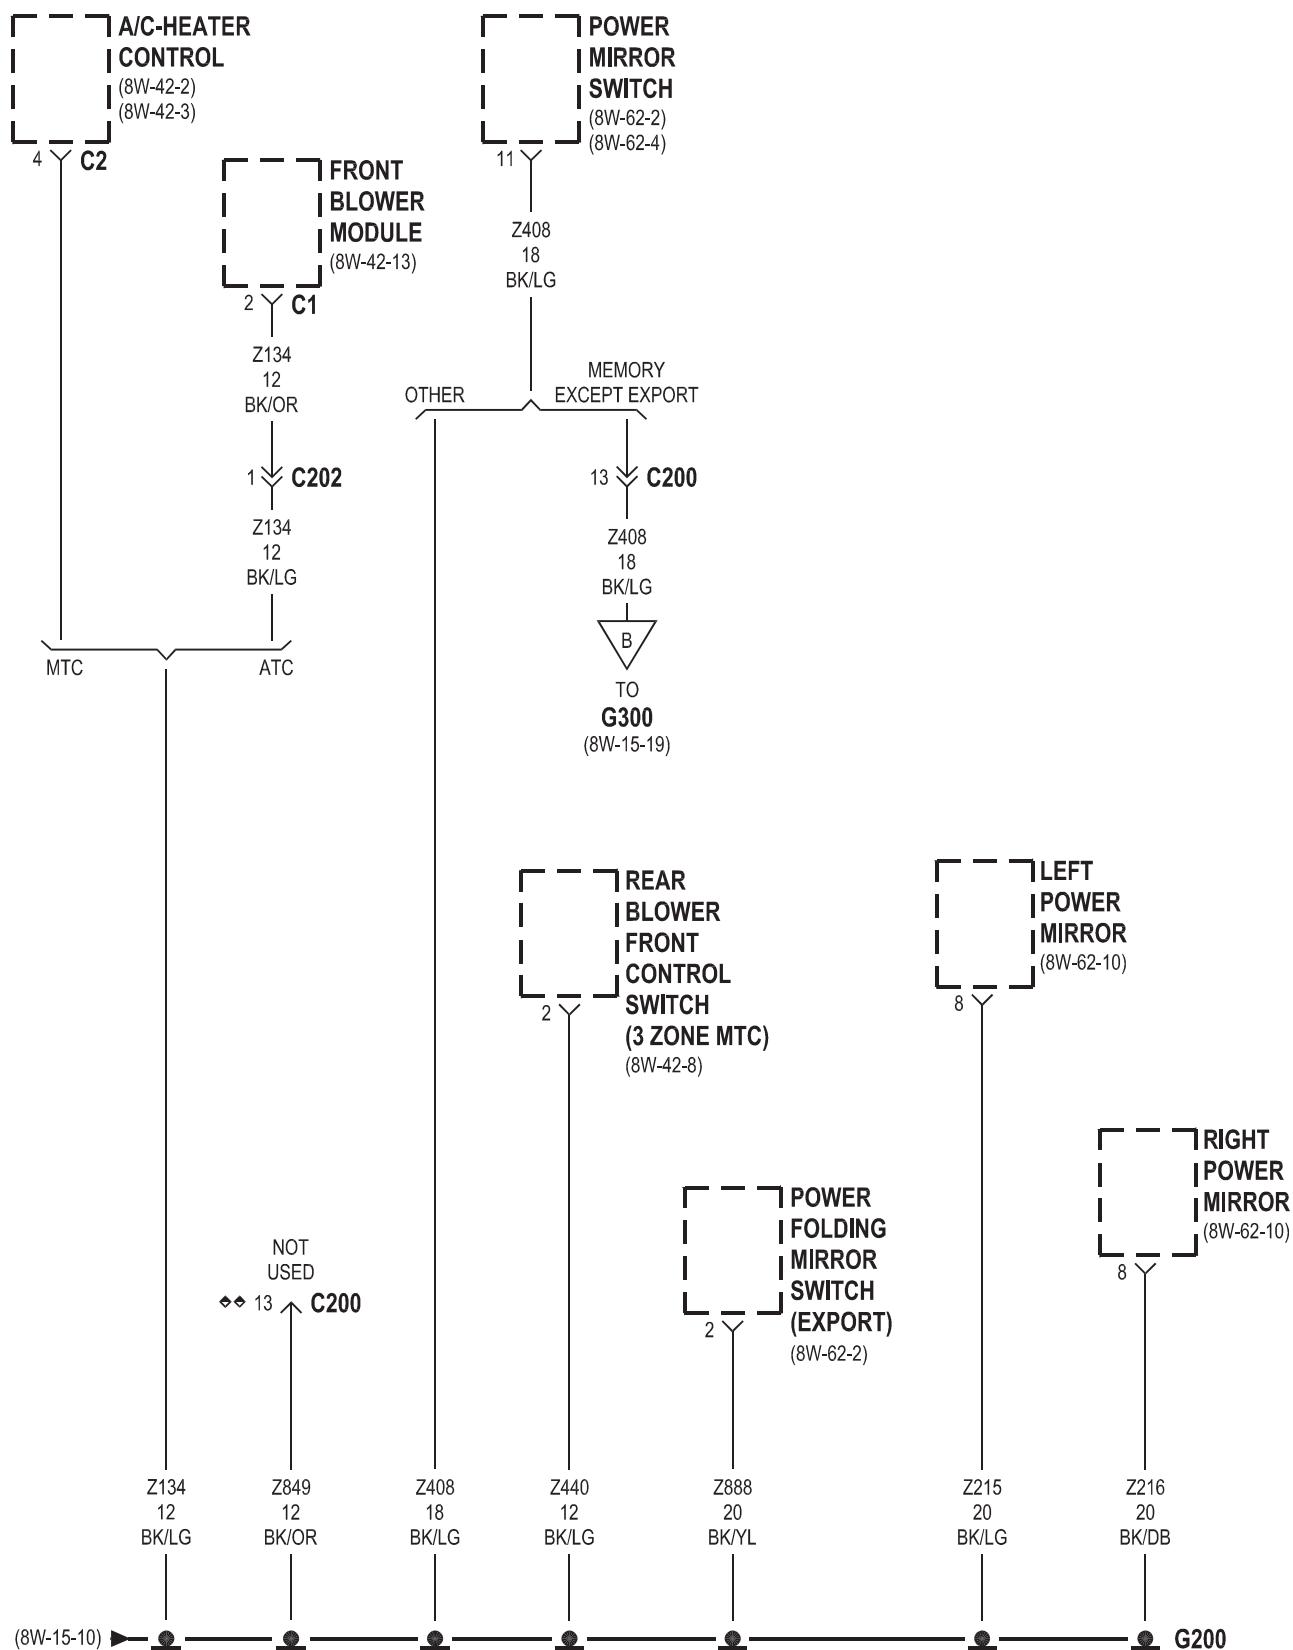 A/C-HEATER
CONTROL
(8W-42-2)
(8W-42-3)
4 C2
FRONT
BLOWER
MODULE
(8W-42-13)
2 C1
Z134
12
BK/OR
1 C202
Z134
12
BK/LG
MTC
ATC
POWER
MIRROR
SWITCH
(8W-62-2)
(8W-62-4)
11
Z408
18
BK/LG
OTHER
MEMORY
EXCEPT EXPORT
13 C200
Z408
18
BK/LG
B
TO
G300
(8W-15-19)
REAR
BLOWER
FRONT
CONTROL
SWITCH
(3 ZONE MTC)
(8W-42-8)
2
LEFT
POWER
MIRROR
(8W-62-10)
8
RIGHT
POWER
MIRROR
(8W-62-10)
8
POWER
FOLDING
MIRROR
SWITCH
(EXPORT)
(8W-62-2)
2
NOT
USED
13 C200
Z134
12
BK/LG
Z849
12
BK/OR
Z408
18
BK/LG
Z440
12
BK/LG
Z888
20
BK/YL
Z215
20
BK/LG
Z216
20
BK/DB
(8W-15-10)
G200